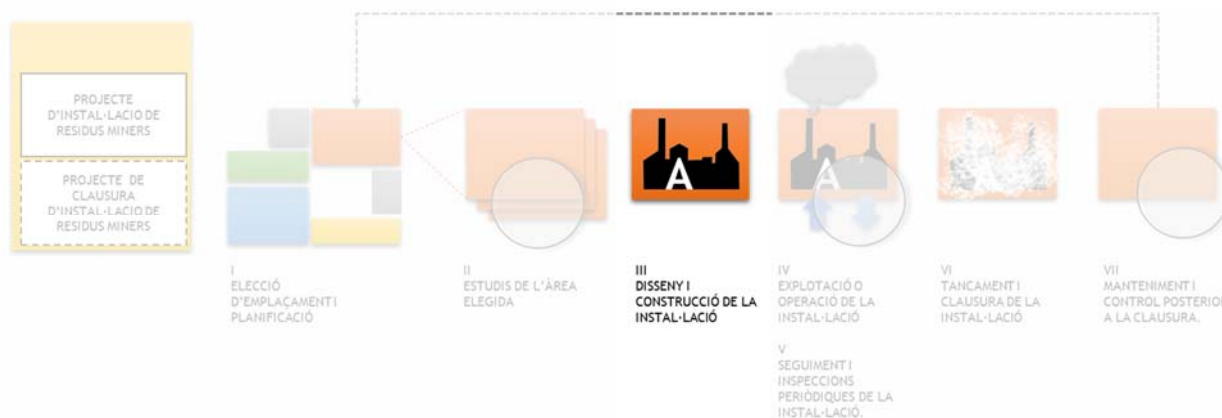 PROJECTE
D'INSTAL·LACIO DE
RESIDUS MINERS
PROJECTE DE
CLAUSURA
D'INSTAL·LACIO DE
RESIDUS MINERS
A
A
I
ELECCIÓ
D'EMPLAÇAMENT I
PLANIFICACIÓ
II
ESTUDIS DE L'ÀREA
ELEGIDA
III
DISSENY I
CONSTRUCCIÓ DE LA
INSTAL·LACIÓ
IV
EXPLOTACIÓ O
OPERACIÓ DE LA
INSTAL·LACIÓ
V
SEGUIMENT I
INSPECCIONS
PERIÒDIQUES DE LA
INSTAL·LACIÓ.
VI
TANCAMENT I
CLAUSURA DE LA
INSTAL·LACIÓ
VII
MANTENIMENT I
CONTROL POSTERIOR
A LA CLAUSURA.